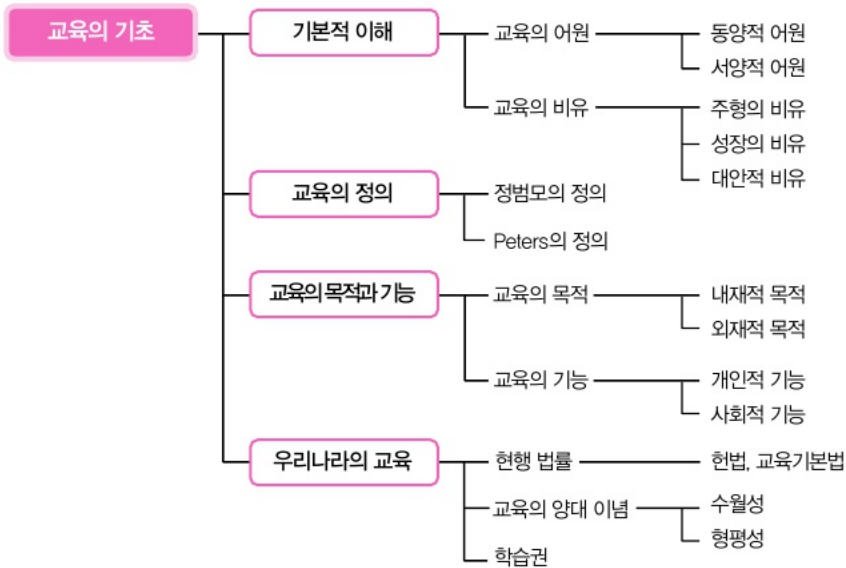 교육의 기초
기본적 이해
교육의 어원
동양적 어원
서양적 어원
교육의 비유
주형의 비유
성장의 비유
대안적 비유
교육의 정의
정범모의 정의
Peters의 정의
교육의 목적과 기능
교육의 목적
내재적 목적
외재적 목적
교육의 기능
개인적 기능
사회적 기능
우리나라의 교육
현행 법률
헌법, 교육기본법
교육의 양대 이념
수월성
형평성
학습권